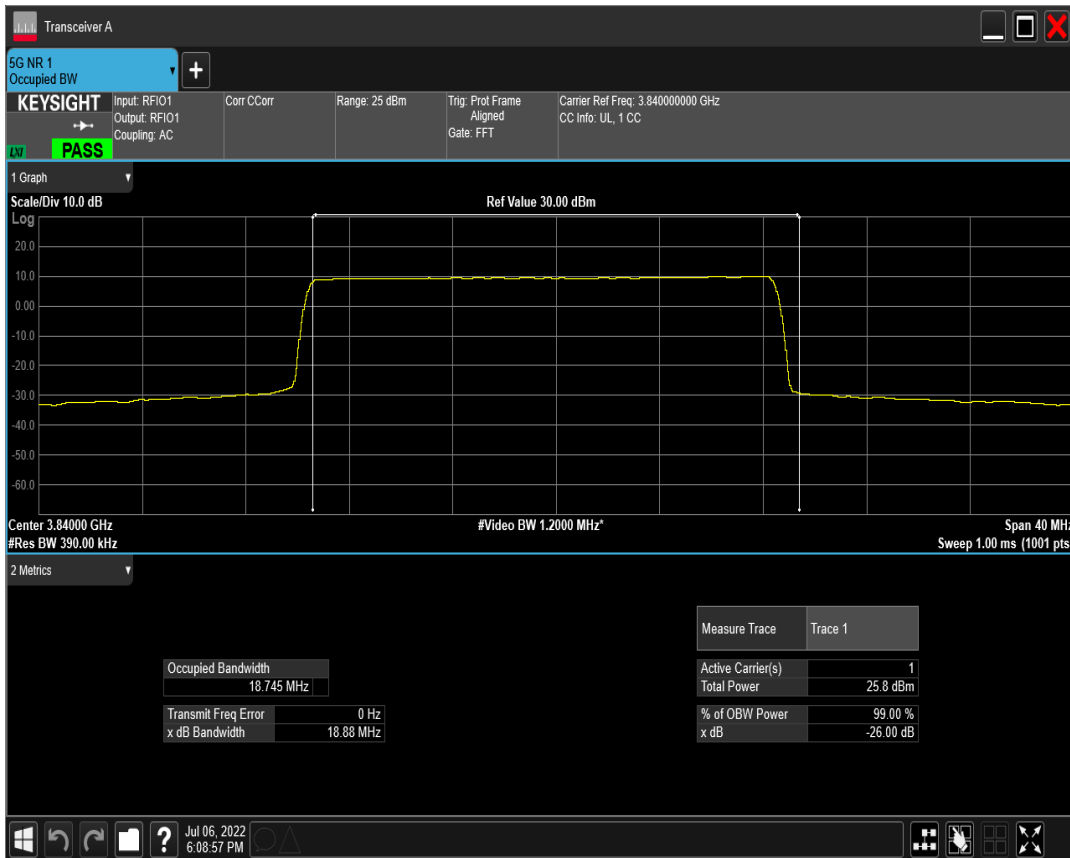 Transceiver A
5G NR 1
Occupied BW
+
KEYSIGHT
LXI
PASS
Input: RFIO1
Output: RFIO1
Coupling: AC
Corr CCorr
Range: 25 dBm
Trig: Prot Frame
Aligned
Gate: FFT
Carrier Ref Freq: 3.840000000 GHz
CC Info: UL, 1 CC
1 Graph
Scale/Div 10.0 dB
Ref Value 30.00 dBm
Log
20.0
10.0
0.00
-10.0
-20.0
-30.0
-40.0
-50.0
-60.0
Center 3.84000 GHz
#Video BW 1.2000 MHz*
Span 40 MHz
#Res BW 390.00 kHz
Sweep 1.00 ms (1001 pts
2 Metrics
Measure Trace Trace 1
Occupied Bandwidth
18.745 MHz
Active Carrier(s) 1
Total Power 25.8 dBm
Transmit Freq Error 0 Hz
x dB Bandwidth 18.88 MHz
% of OBW Power 99.00 %
x dB -26.00 dB
?
Jul 06, 2022
6:08:57 PM